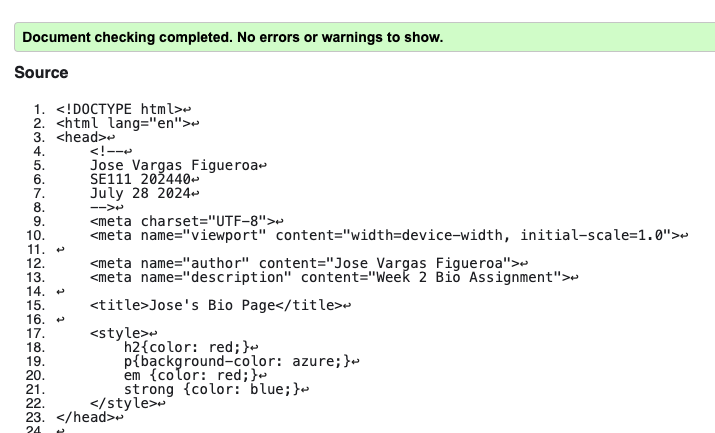 Document checking completed. No errors or warnings to show.
Source
1. <!DOCTYPE html>↩
2. <html lang="en">↩
3. <head>↩
4.     <!--↩
5.     Jose Vargas Figueroa↩
6.     SE111 202440↩
7.     July 28 2024↩
8.     -->↩
9.     <meta charset="UTF-8">↩
10.     <meta name="viewport" content="width=device-width, initial-scale=1.0">↩
11. ↩
12.     <meta name="author" content="Jose Vargas Figueroa">↩
13.     <meta name="description" content="Week 2 Bio Assignment">↩
14. ↩
15.     <title>Jose's Bio Page</title>↩
16. ↩
17.     <style>↩
18.         h2{color: red;}↩
19.         p{background-color: azure;}↩
20.         em {color: red;}↩
21.         strong {color: blue;}↩
22.     </style>↩
23. </head>↩
24. ↩